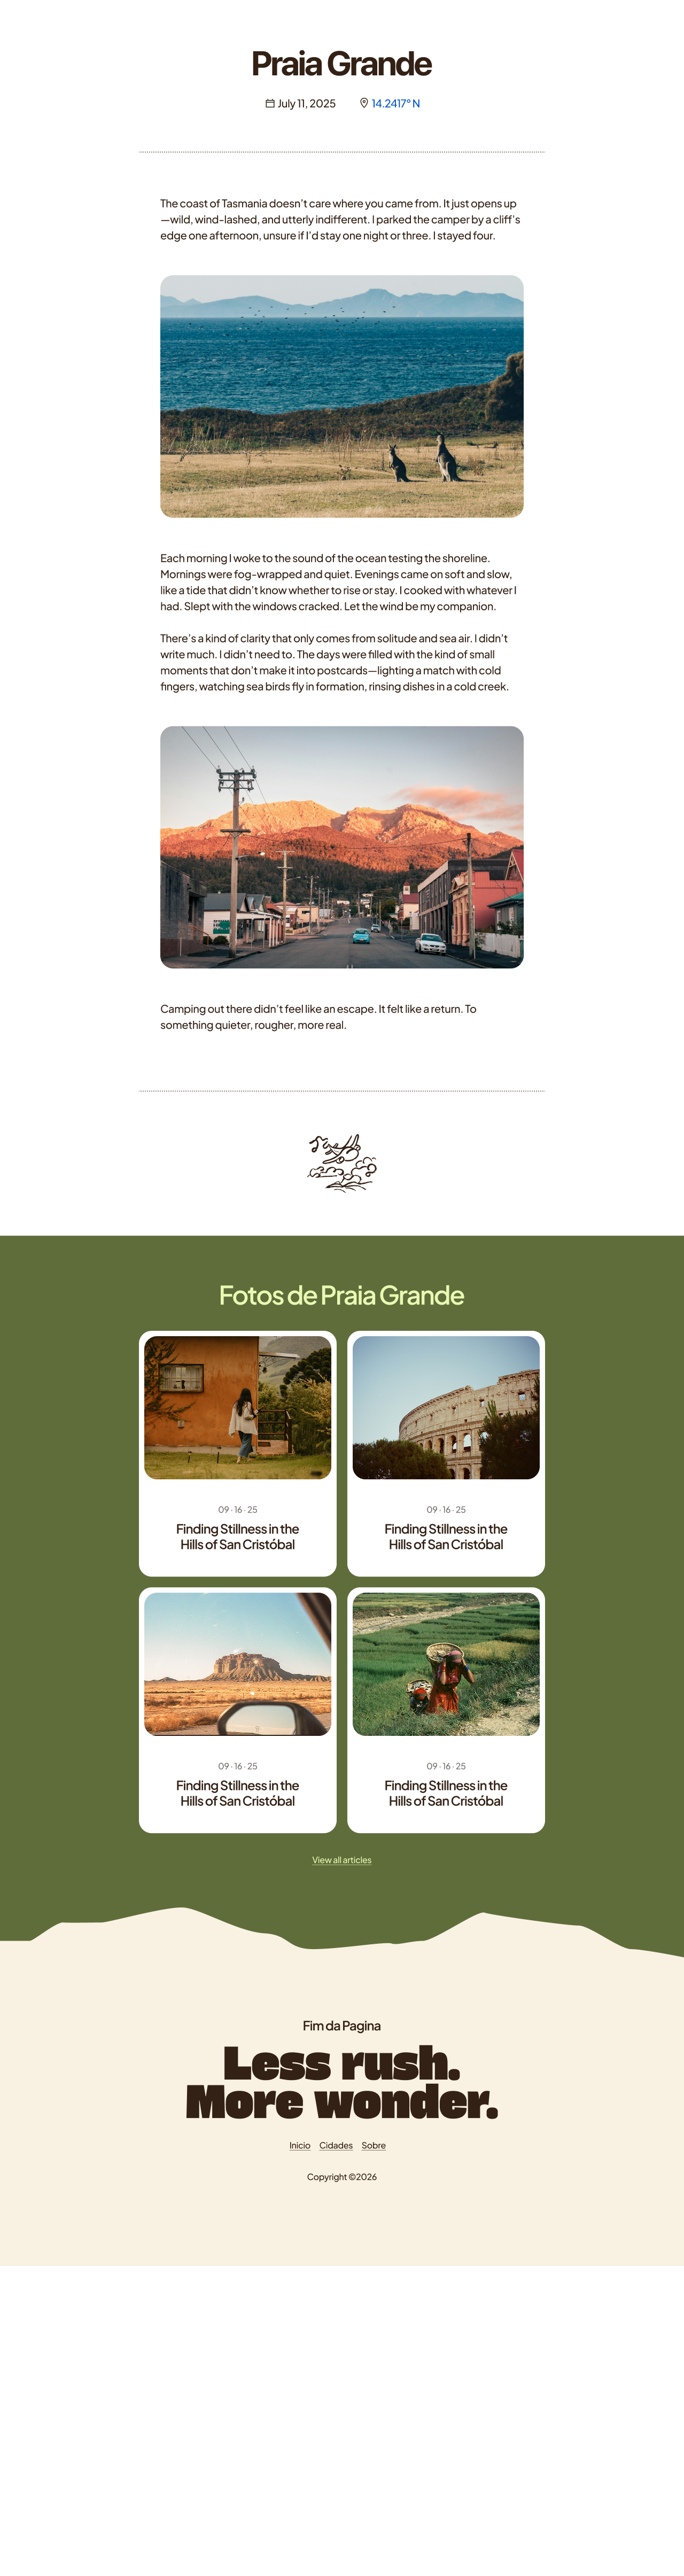 Praia Grande
July 11, 2025
14.2417° N
The coast of Tasmania doesn't care where you came from. It just opens up
—wild, wind-lashed, and utterly indifferent. I parked the camper by a cliff's
edge one afternoon, unsure if I'd stay one night or three. I stayed four.
Each morning I woke to the sound of the ocean testing the shoreline.
Mornings were fog-wrapped and quiet. Evenings came on soft and slow,
like a tide that didn't know whether to rise or stay. I cooked with whatever I
had. Slept with the windows cracked. Let the wind be my companion.
There's a kind of clarity that only comes from solitude and sea air. I didn't
write much. I didn't need to. The days were filled with the kind of small
moments that don't make it into postcards—lighting a match with cold
fingers, watching sea birds fly in formation, rinsing dishes in a cold creek.
Camping out there didn't feel like an escape. It felt like a return. To
something quieter, rougher, more real.
Fotos de Praia Grande
09 · 16 · 25
Finding Stillness in the
Hills of San Cristóbal
09 · 16 · 25
Finding Stillness in the
Hills of San Cristóbal
09 · 16 · 25
Finding Stillness in the
Hills of San Cristóbal
09 · 16 · 25
Finding Stillness in the
Hills of San Cristóbal
View all articles
Fim da Pagina
Less rush.
More wonder.
Inicio Cidades Sobre
Copyright ©2026